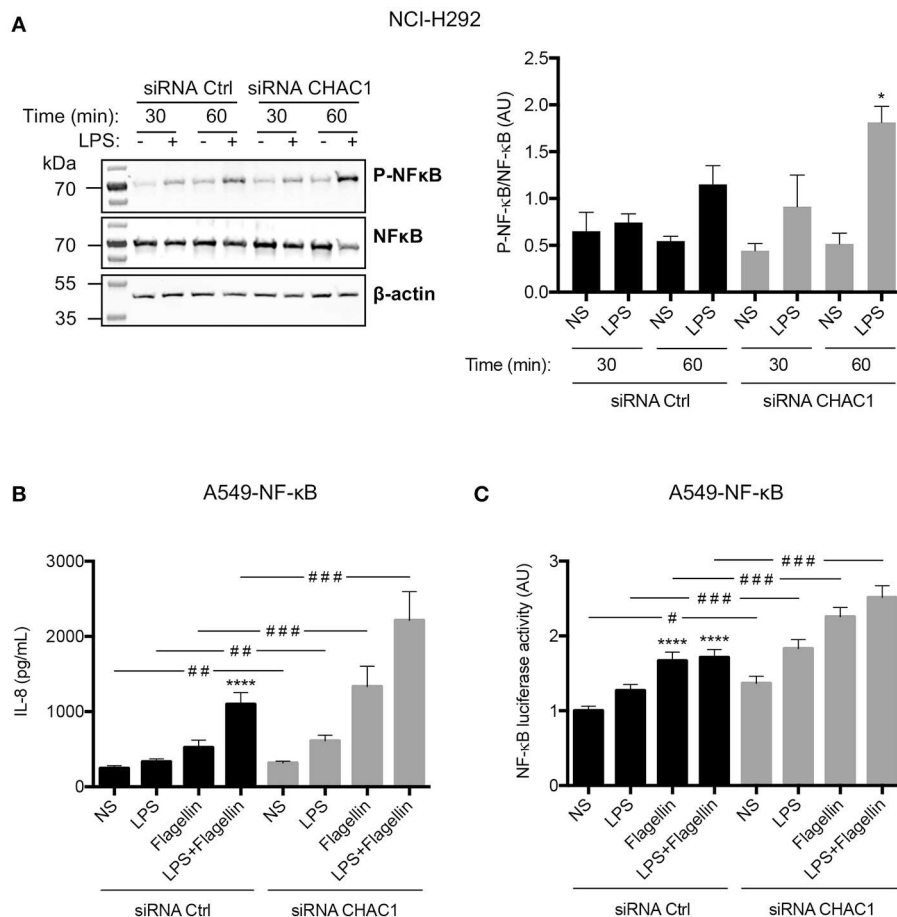 A
NCI-H292
siRNA Ctrl siRNA CHAC1
Time (min): 30 60 30 60
LPS: - + - + - + - +
kDa
70
P-NFκB
70
NFκB
55
35
β-actin
P-NF-κB/NF-κB (AU)
2.5
2.0
1.5
1.0
0.5
0.0
*
NS LPS NS LPS NS LPS NS LPS
Time (min): 30 60 30 60
siRNA Ctrl siRNA CHAC1
B
A549-NF-κB
IL-8 (pg/mL)
3000
2000
1000
0
###
###
##
##
****
NS LPS Flagellin LPS+Flagellin NS LPS Flagellin LPS+Flagellin
siRNA Ctrl siRNA CHAC1
C
A549-NF-κB
NF-κB luciferase activity (AU)
3
2
1
0
###
###
###
#
**** ****
NS LPS Flagellin LPS+Flagellin NS LPS Flagellin LPS+Flagellin
siRNA Ctrl siRNA CHAC1